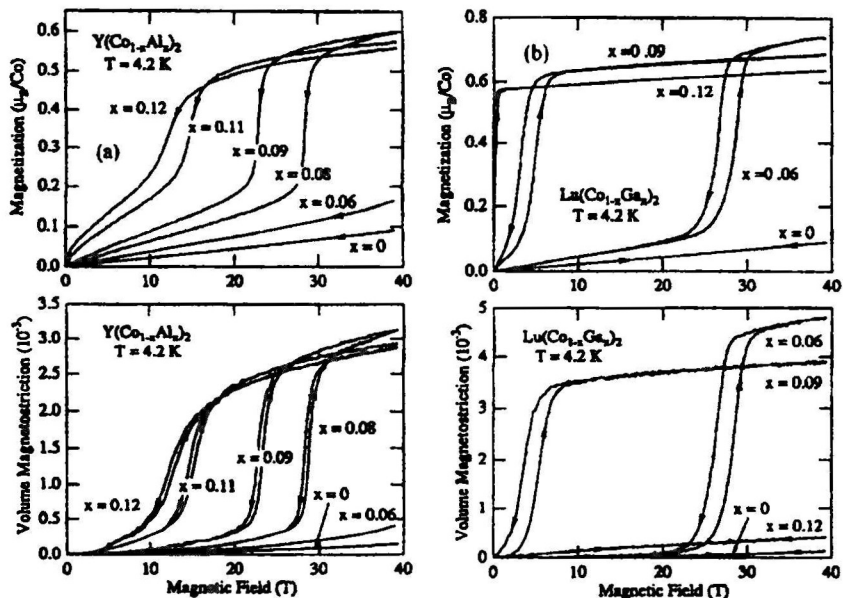 (a)
Y(Co1-xAlx)2
T = 4.2 K
x = 0.12
x = 0.11
x = 0.09
x = 0.08
x = 0.06
x = 0
Magnetization (μB/Co)
0.6
0.5
0.4
0.3
0.2
0.1
0.0
0
10
20
30
40
(b)
x = 0.09
x = 0.12
x = 0.06
Lu(Co1-xGax)2
T = 4.2 K
x = 0
Magnetization (μB/Co)
0.8
0.6
0.4
0.2
0.0
0
10
20
30
40
Y(Co1-xAlx)2
T = 4.2 K
x = 0.08
x = 0.09
x = 0.11
x = 0.12
x = 0
x = 0.06
Volume Magnetostriction (10-3)
3.5
3.0
2.5
2.0
1.5
1.0
0.5
0.0
0
10
20
30
40
Magnetic Field (T)
Lu(Co1-xGax)2
T = 4.2 K
x = 0.06
x = 0.09
x = 0
x = 0.12
Volume Magnetostriction (10-3)
5
4
3
2
1
0
0
10
20
30
40
Magnetic Field (T)